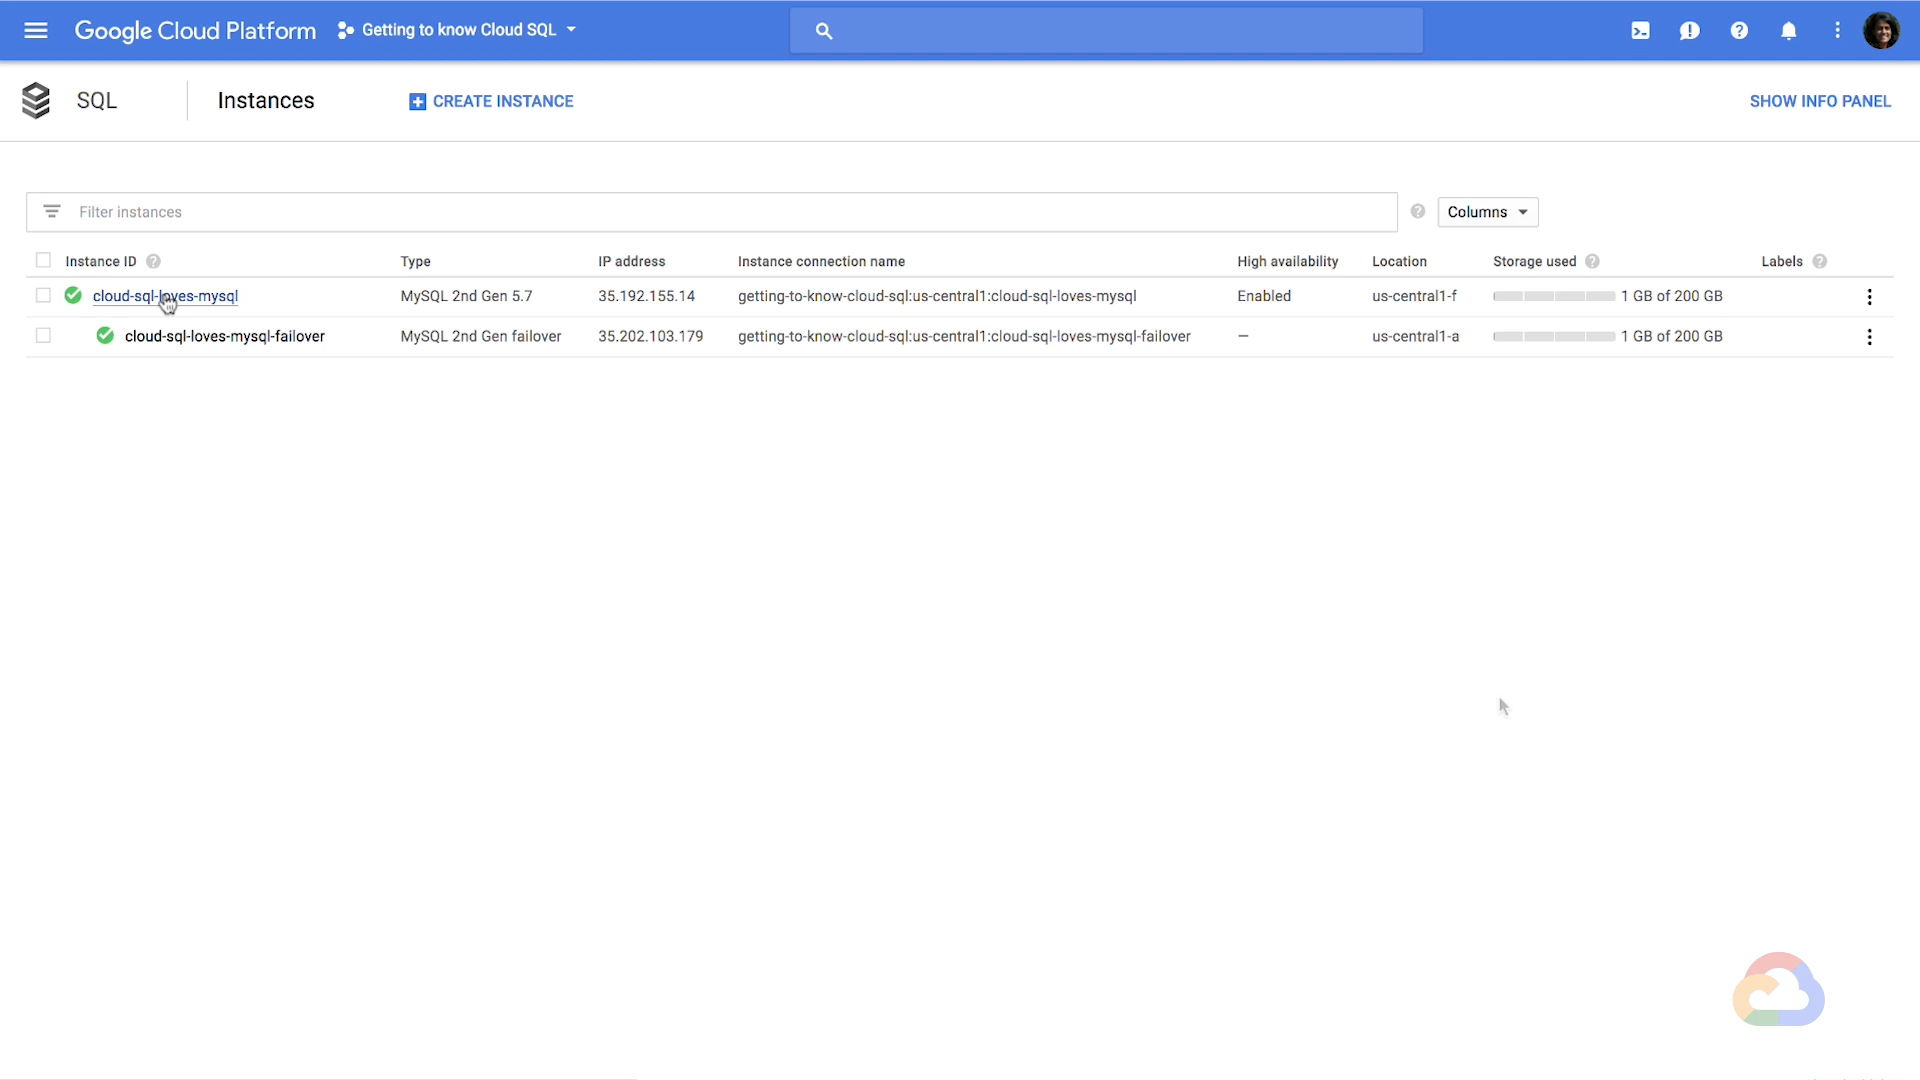 Google Cloud Platform Getting to know Cloud SQL
SQL Instances CREATE INSTANCE SHOW INFO PANEL
Filter instances Columns
Instance ID Type IP address Instance connection name High availability Location Storage used Labels
cloud-sql-loves-mysql MySQL 2nd Gen 5.7 35.192.155.14 getting-to-know-cloud-sql:us-central1:cloud-sql-loves-mysql Enabled us-central1-f 1 GB of 200 GB
cloud-sql-loves-mysql-failover MySQL 2nd Gen failover 35.202.103.179 getting-to-know-cloud-sql:us-central1:cloud-sql-loves-mysql-failover — us-central1-a 1 GB of 200 GB